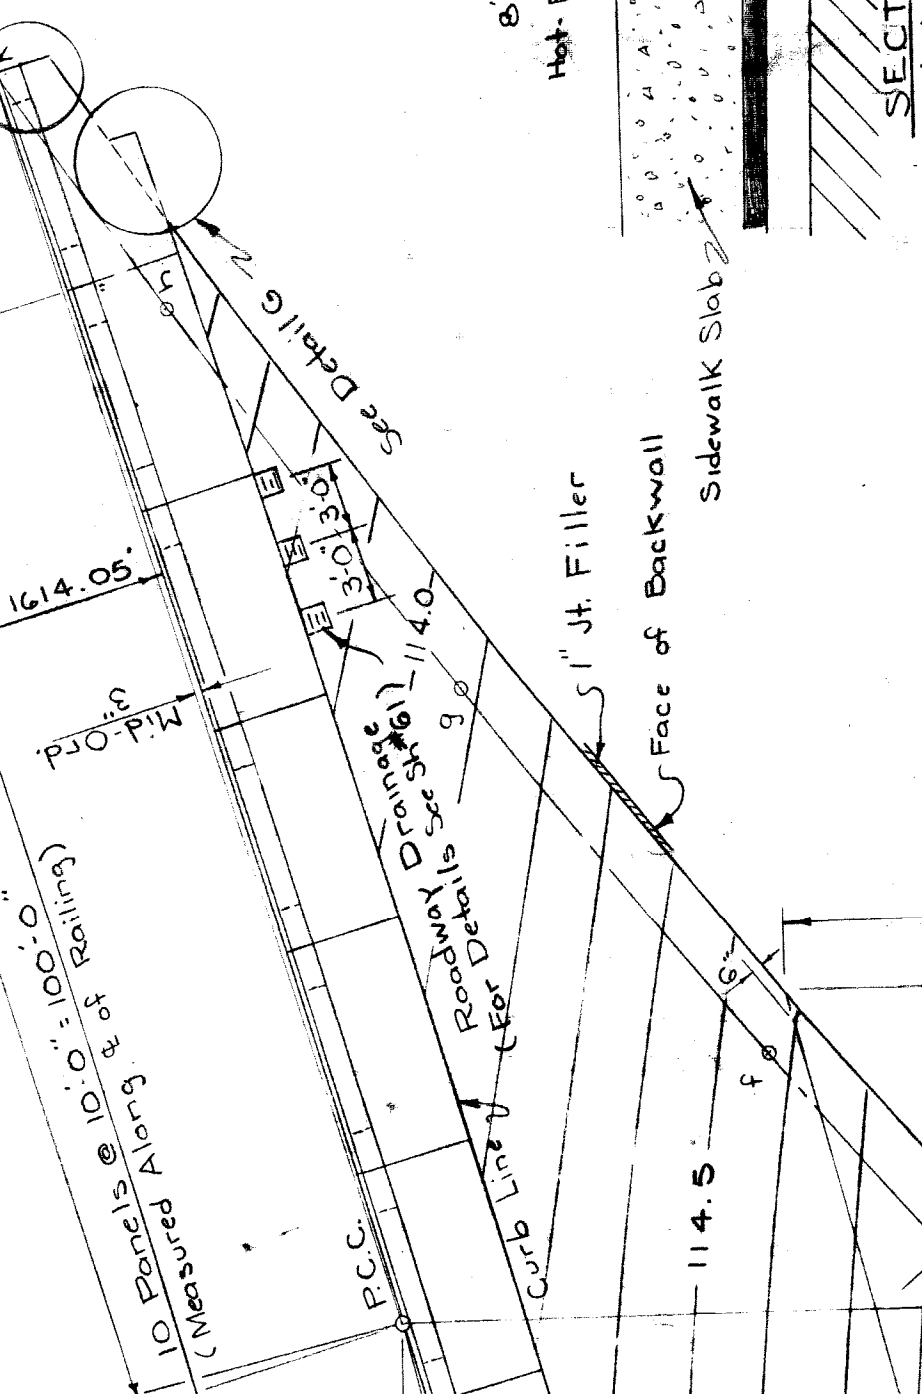 8'
Hot-
SECT
Sidewalk Slab
h
See Detail G
3'-0" 3'-0"
1614.05'
Mid-Ord.
3"
1" Jt. Filler
Face of Backwall
114.0
g
Roadway Drainage
(For Details See Sh #61)
10 Panels @ 10'-0" = 100'-0"
(Measured Along ℄ of Railing)
6"
f
114.5
P.C.C.
Curb Line